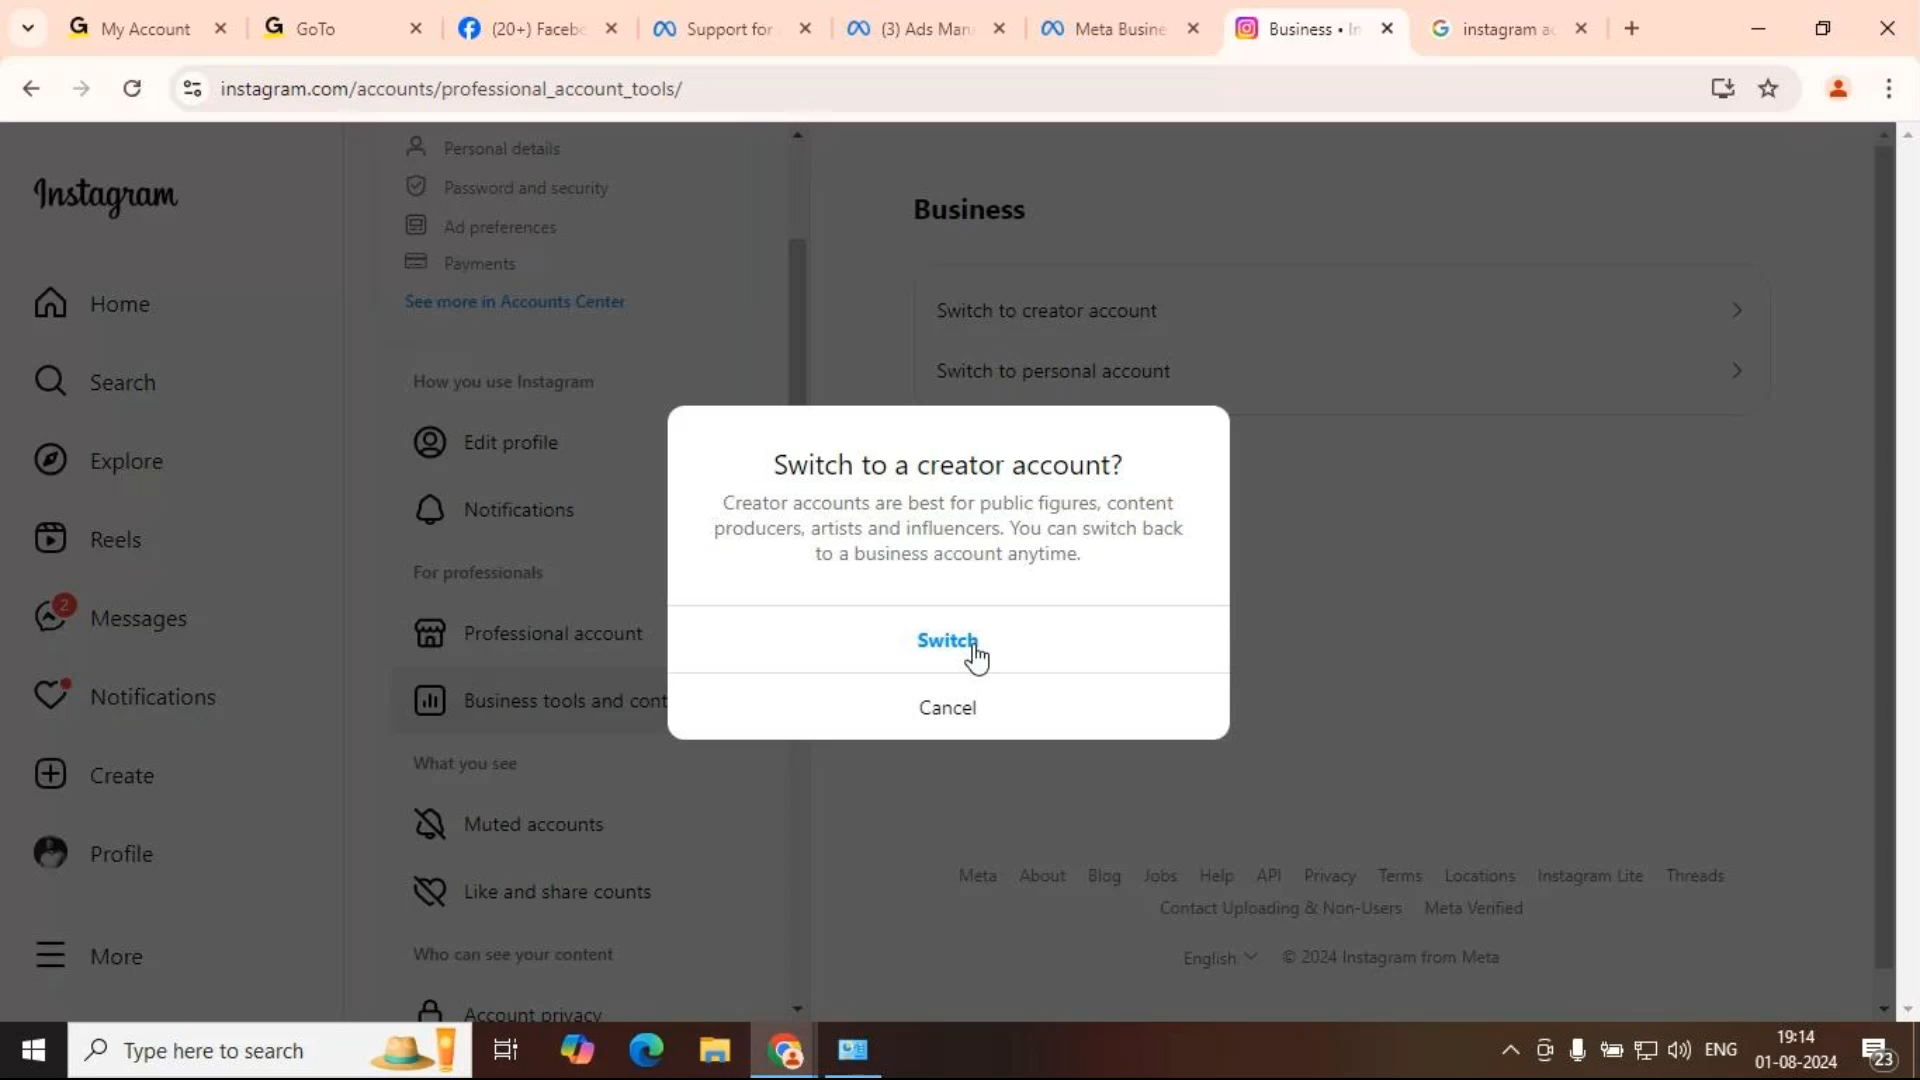 My Account
GoTo
(20+) Faceb
Support for
(3) Ads Man
Meta Busine
Business • In
instagram a
instagram.com/accounts/professional_account_tools/
Instagram
Home
Search
Explore
Reels
2
Messages
Notifications
Create
Profile
More
Personal details
Password and security
Ad preferences
Payments
See more in Accounts Center
How you use Instagram
Edit profile
Notifications
For professionals
Professional account
Business tools and cont
What you see
Muted accounts
Like and share counts
Who can see your content
Account privacy
Business
Switch to creator account
Switch to personal account
Switch to a creator account?
Creator accounts are best for public figures, content
producers, artists and influencers. You can switch back
to a business account anytime.
Switch
Cancel
Meta About Blog Jobs Help API Privacy Terms Locations Instagram Lite Threads
Contact Uploading & Non-Users Meta Verified
English © 2024 Instagram from Meta
Type here to search
ENG
19:14
01-08-2024
23